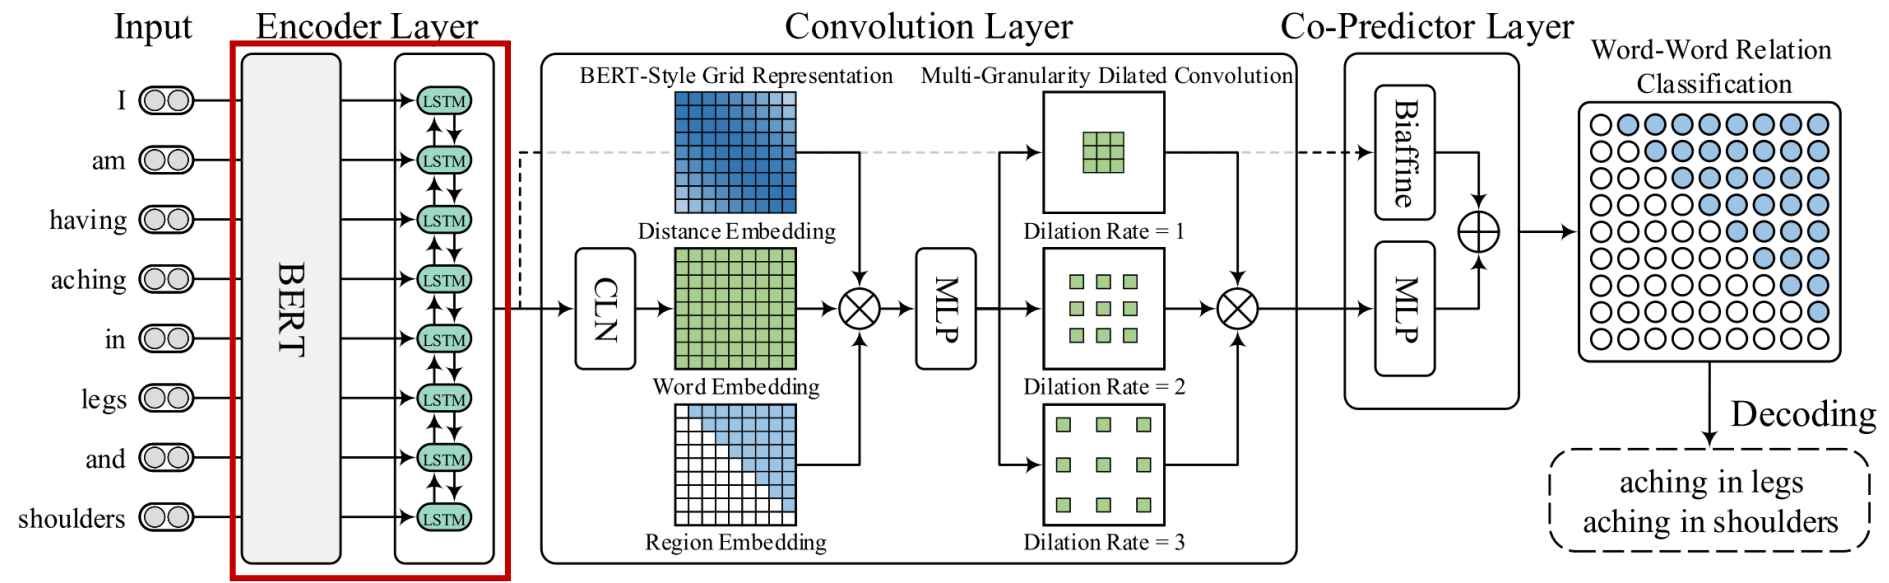 Input
Encoder Layer
Convolution Layer
Co-Predictor Layer
Word-Word Relation
Classification
I
am
having
aching
in
legs
and
shoulders
BERT
LSTM
LSTM
LSTM
LSTM
LSTM
LSTM
LSTM
LSTM
BERT-Style Grid Representation
Multi-Granularity Dilated Convolution
CLN
Distance Embedding
Word Embedding
Region Embedding
MLP
Dilation Rate = 1
Dilation Rate = 2
Dilation Rate = 3
Biaffine
MLP
Decoding
aching in legs
aching in shoulders